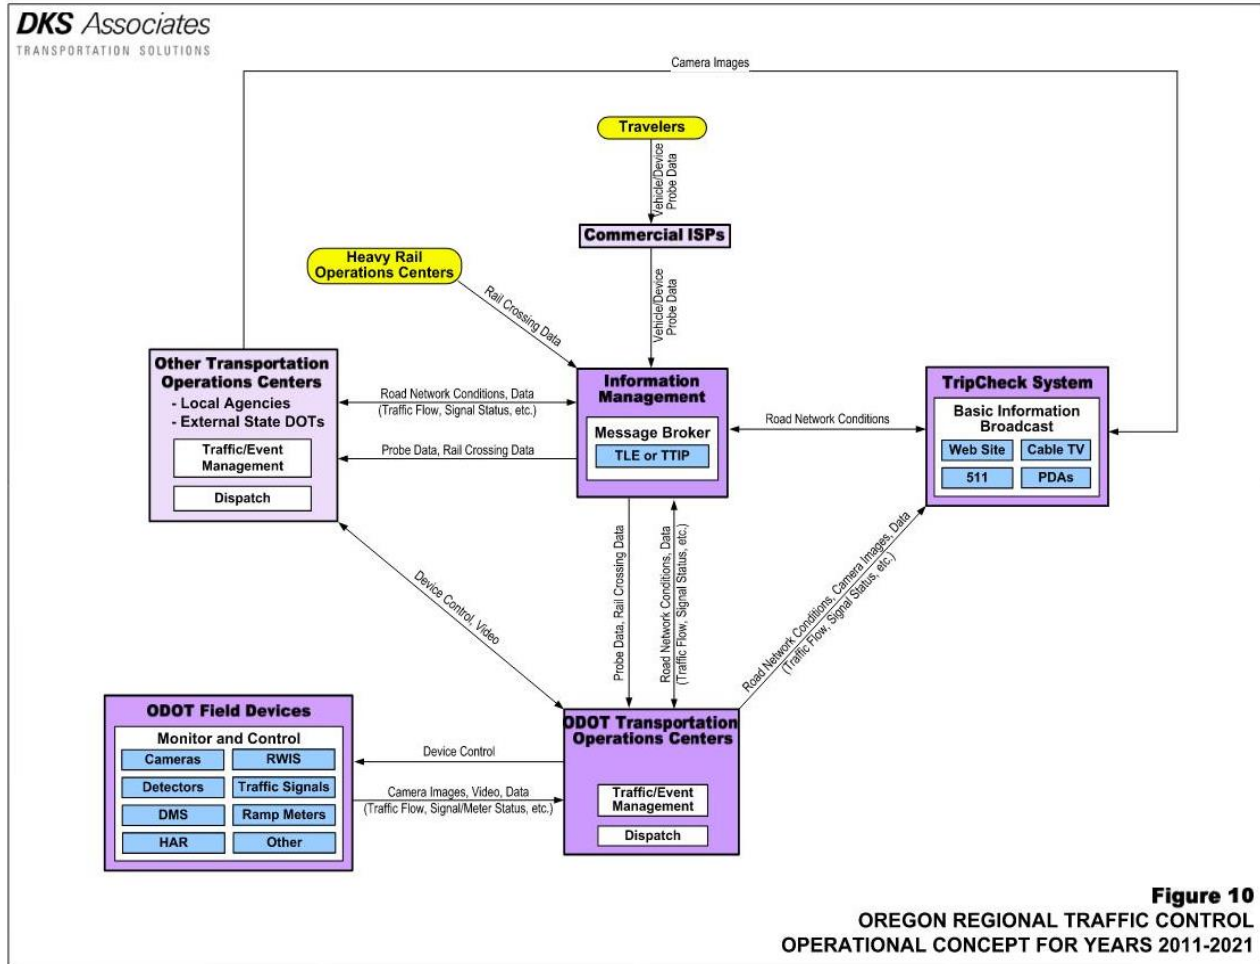 DKS Associates
TRANSPORTATION SOLUTIONS
Camera Images
Travelers
Vehicle/Device
Probe Data
Commercial ISPs
Heavy Rail
Operations Centers
Rail Crossing Data
Vehicle/Device
Probe Data
Other Transportation
Operations Centers
- Local Agencies
- External State DOTs
Traffic/Event
Management
Dispatch
Road Network Conditions, Data
(Traffic Flow, Signal Status, etc.)
Probe Data, Rail Crossing Data
Information
Management
Message Broker
TLE or TTIP
Road Network Conditions
TripCheck System
Basic Information
Broadcast
Web Site
Cable TV
511
PDAs
Device Control, Video
Probe Data, Rail Crossing Data
Road Network Conditions, Data
(Traffic Flow, Signal Status, etc.)
Road Network Conditions, Camera Images, Data
(Traffic Flow, Signal Status, etc.)
ODOT Field Devices
Monitor and Control
Cameras
RWIS
Detectors
Traffic Signals
DMS
Ramp Meters
HAR
Other
Device Control
Camera Images, Video, Data
(Traffic Flow, Signal/Meter Status, etc.)
ODOT Transportation
Operations Centers
Traffic/Event
Management
Dispatch
Figure 10
OREGON REGIONAL TRAFFIC CONTROL
OPERATIONAL CONCEPT FOR YEARS 2011-2021